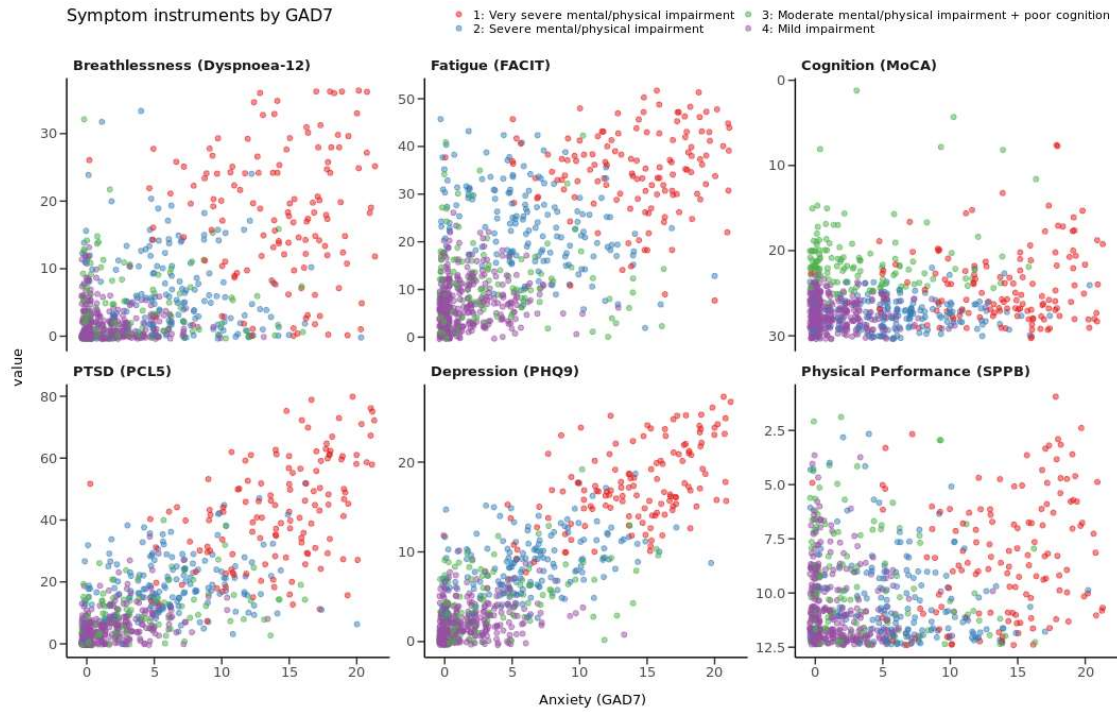 Symptom instruments by GAD7
1: Very severe mental/physical impairment
2: Severe mental/physical impairment
3: Moderate mental/physical impairment + poor cognition
4: Mild impairment
Breathlessness (Dyspnoea-12)
30
20
10
0
Fatigue (FACIT)
50
40
30
20
10
0
Cognition (MoCA)
0
10
20
30
value
PTSD (PCL5)
80
60
40
20
0
0 5 10 15 20
Depression (PHQ9)
20
10
0
0 5 10 15 20
Physical Performance (SPPB)
2.5
5.0
7.5
10.0
12.5
0 5 10 15 20
Anxiety (GAD7)